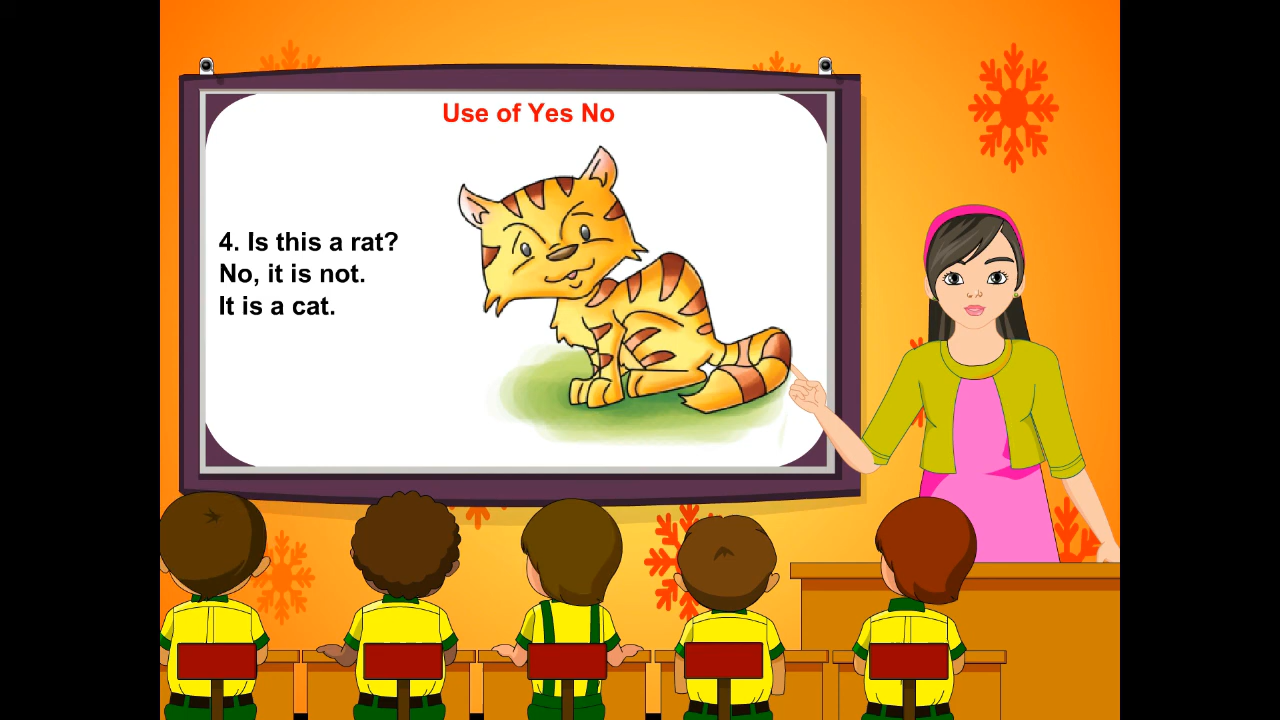 Use of Yes No
4. Is this a rat?
No, it is not.
It is a cat.